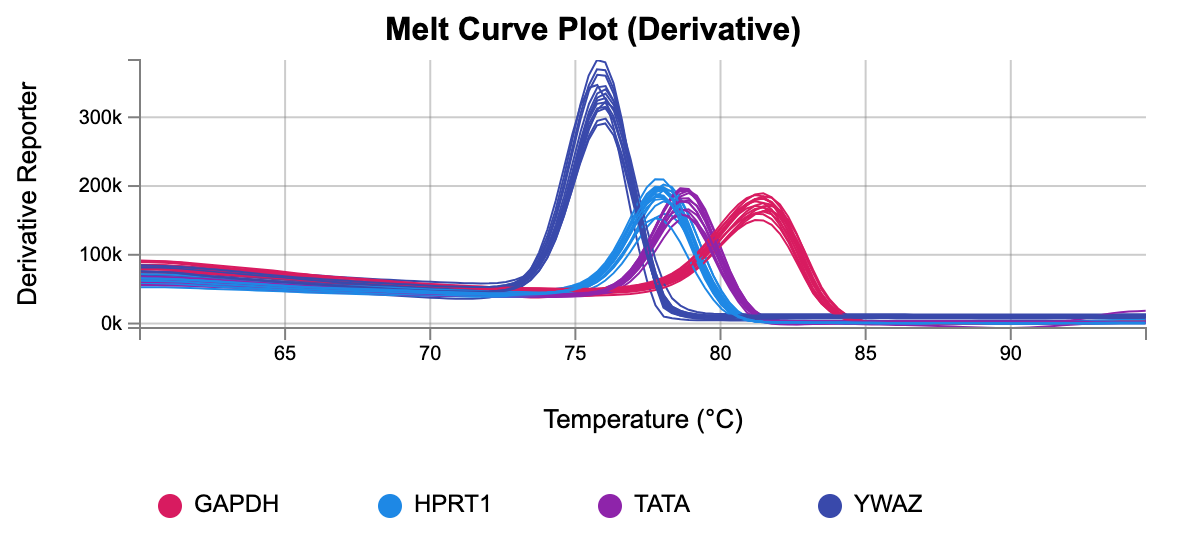 Melt Curve Plot (Derivative)
Derivative Reporter
300k
200k
100k
0k
65 70 75 80 85 90
Temperature (°C)
GAPDH HPRT1 TATA YWAZ